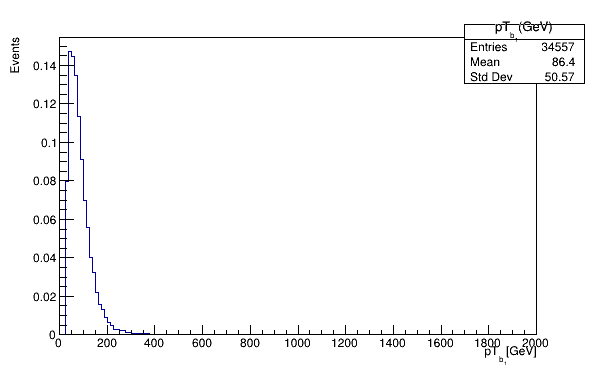 pT_b_1(GeV)
Entries 34557
Mean 86.4
Std Dev 50.57
Events
0.14
0.12
0.1
0.08
0.06
0.04
0.02
0
0 200 400 600 800 1000 1200 1400 1600 1800 2000
pT_b_1[GeV]